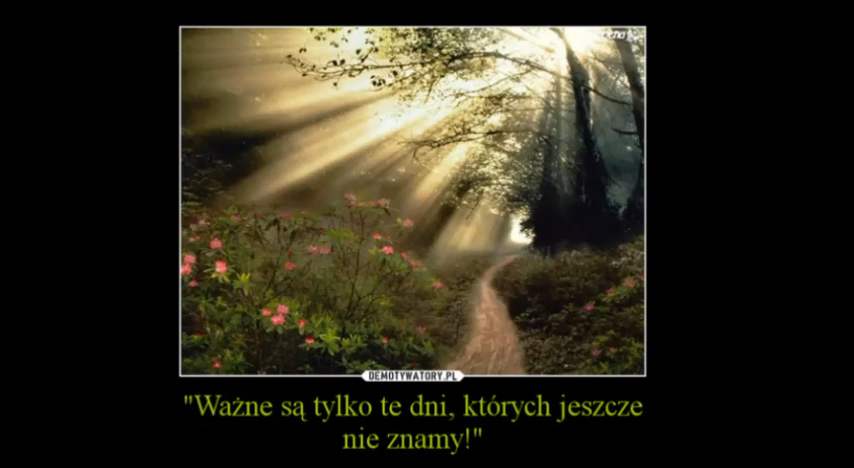 DEMOTYWATORY.PL
"Ważne są tylko te dni, których jeszcze
nie znamy!"